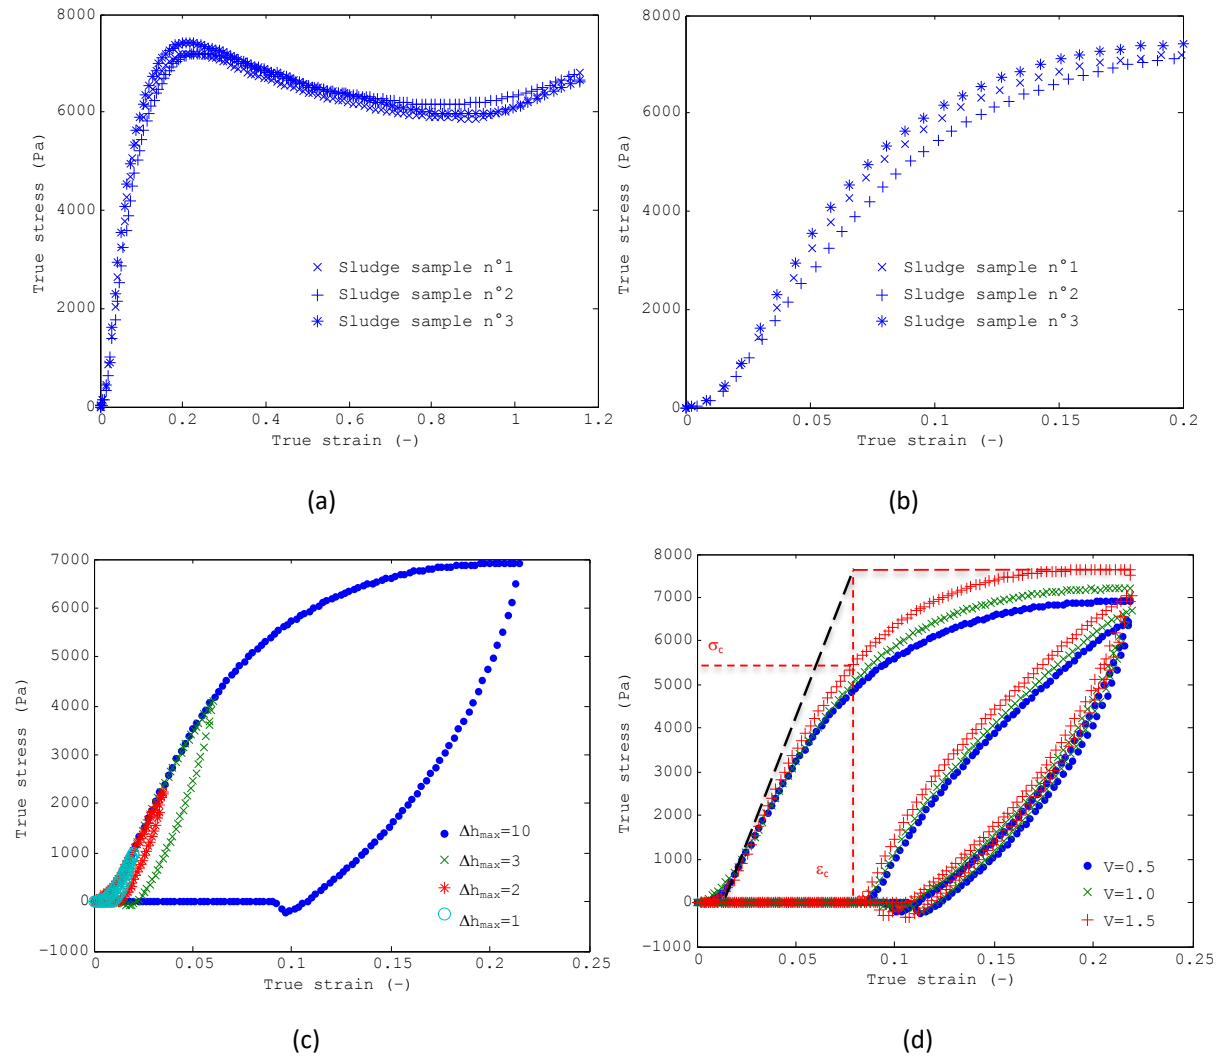 8000
6000
4000
2000
0
True stress (Pa)
× Sludge sample n°1
+ Sludge sample n°2
∗ Sludge sample n°3
0 0.2 0.4 0.6 0.8 1 1.2
True strain (-)
(a)
8000
6000
4000
2000
0
True stress (Pa)
× Sludge sample n°1
+ Sludge sample n°2
∗ Sludge sample n°3
0 0.05 0.1 0.15 0.2
True strain (-)
(b)
7000
6000
5000
4000
3000
2000
1000
0
-1000
True stress (Pa)
Δhmax=10
Δhmax=3
Δhmax=2
Δhmax=1
0 0.05 0.1 0.15 0.2 0.25
True strain (-)
(c)
8000
7000
6000
5000
4000
3000
2000
1000
0
-1000
True stress (Pa)
σc
εc
V=0.5
V=1.0
V=1.5
0 0.05 0.1 0.15 0.2 0.25
True strain (-)
(d)